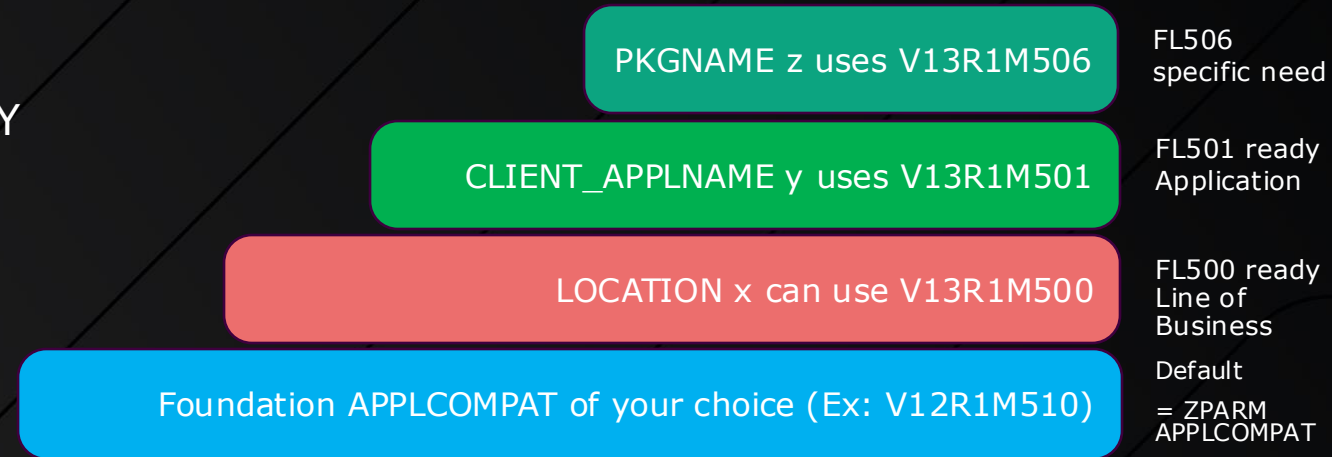 PKGNAME z uses V13R1M506
FL506
specific need
Y
CLIENT_APPLNAME y uses V13R1M501
FL501 ready
Application
LOCATION x can use V13R1M500
FL500 ready
Line of
Business
Foundation APPLCOMPAT of your choice (Ex: V12R1M510)
Default
= ZPARM
APPLCOMPAT